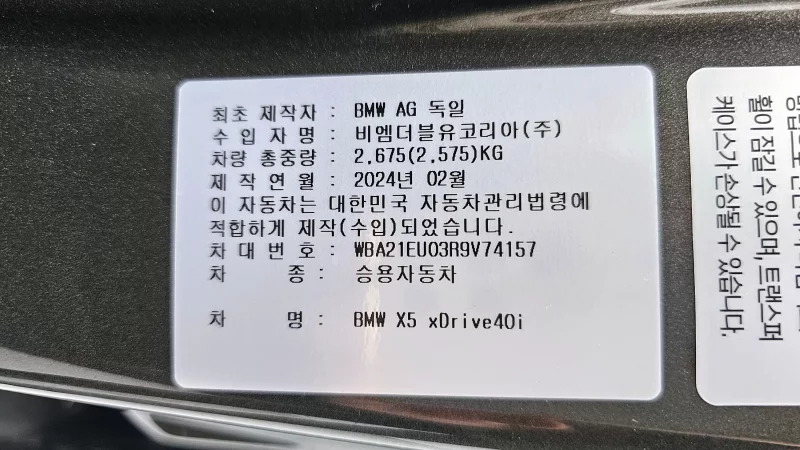 최초 제작자 : BMW AG 독일
수 입 자 명 : 비엠더블유코리아(주)
차량 총중량 : 2,675(2,575)KG
제 작 연 월 : 2024년 02월
이 자동차는 대한민국 자동차관리법령에
적합하게 제작(수입)되었습니다.
차 대 번 호 : WBA21EU03R9V74157
차 종 : 승용자동차
차 명 : BMW X5 xDrive40i
휠이 잠길 수 있으며, 트랜스퍼
케이스가 손상될 수 있습니다.